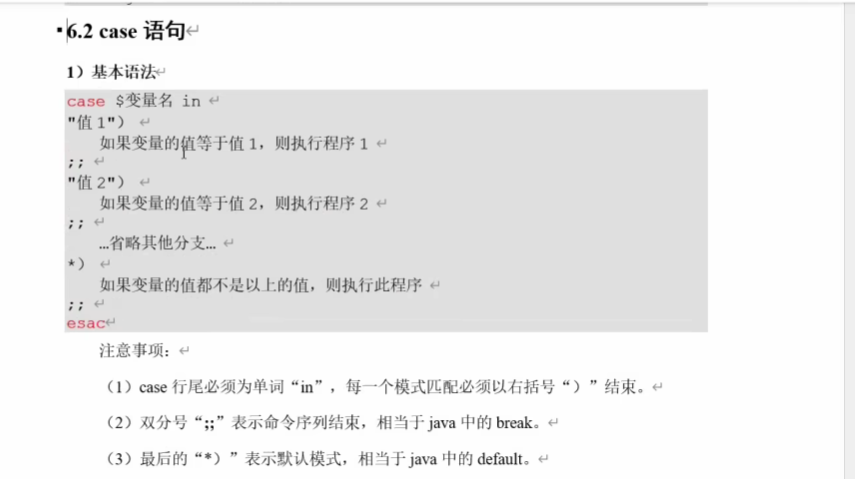 6.2 case 语句
1）基本语法
case $变量名 in
"值 1"）
如果变量的值等于值 1，则执行程序 1
;;
"值 2"）
如果变量的值等于值 2，则执行程序 2
;;
…省略其他分支…
*）
如果变量的值都不是以上的值，则执行此程序
;;
esac
注意事项：
（1）case 行尾必须为单词“in”，每一个模式匹配必须以右括号“）”结束。
（2）双分号“;;”表示命令序列结束，相当于 java 中的 break。
（3）最后的“*）”表示默认模式，相当于 java 中的 default。